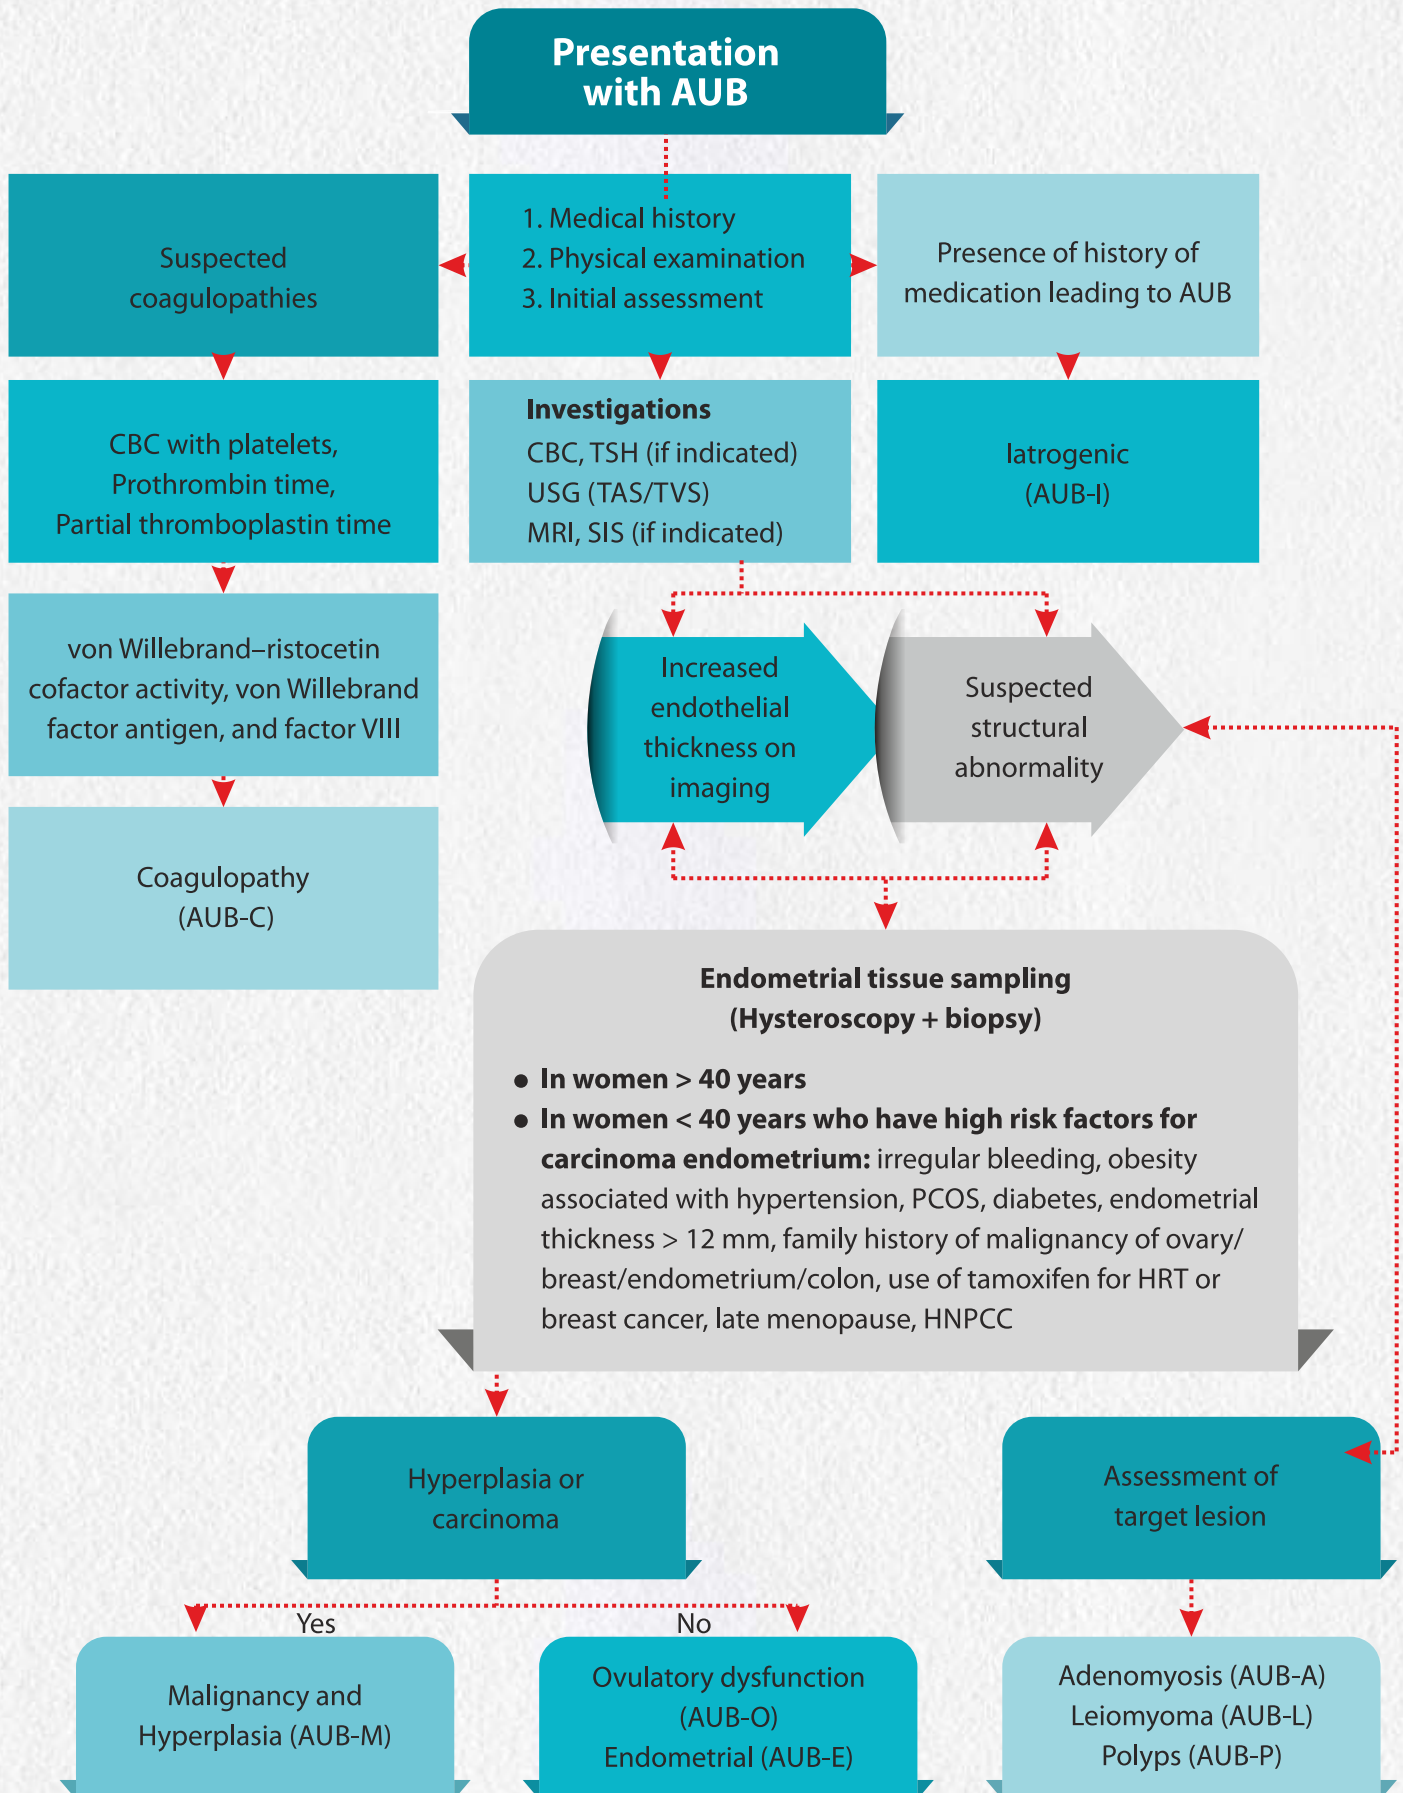 Presentation
with AUB
Suspected
coagulopathies
1. Medical history
2. Physical examination
3. Initial assessment
Presence of history of
medication leading to AUB
CBC with platelets,
Prothrombin time,
Partial thromboplastin time
Investigations
CBC, TSH (if indicated)
USG (TAS/TVS)
MRI, SIS (if indicated)
Iatrogenic
(AUB-I)
von Willebrand–ristocetin
cofactor activity, von Willebrand
factor antigen, and factor VIII
Increased
endothelial
thickness on
imaging
Suspected
structural
abnormality
Coagulopathy
(AUB-C)
Endometrial tissue sampling
(Hysteroscopy + biopsy)
● In women > 40 years
● In women < 40 years who have high risk factors for
carcinoma endometrium: irregular bleeding, obesity
associated with hypertension, PCOS, diabetes, endometrial
thickness > 12 mm, family history of malignancy of ovary/
breast/endometrium/colon, use of tamoxifen for HRT or
breast cancer, late menopause, HNPCC
Hyperplasia or
carcinoma
Assessment of
target lesion
Yes
No
Malignancy and
Hyperplasia (AUB-M)
Ovulatory dysfunction
(AUB-O)
Endometrial (AUB-E)
Adenomyosis (AUB-A)
Leiomyoma (AUB-L)
Polyps (AUB-P)